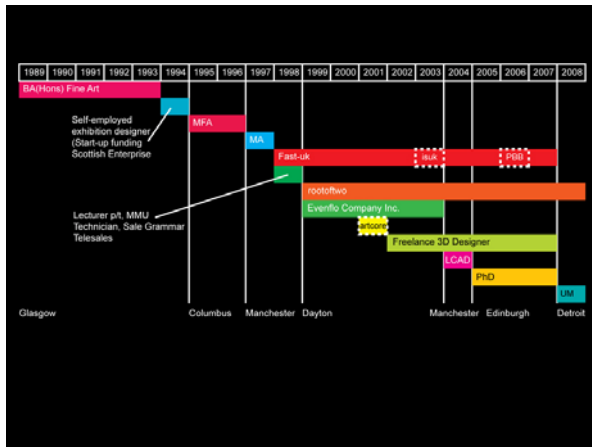 1989 1990 1991 1992 1993 1994 1995 1996 1997 1998 1999 2000 2001 2002 2003 2004 2005 2006 2007 2008
BA(Hons) Fine Art
Self-employed
exhibition designer
(Start-up funding
Scottish Enterprise
MFA
MA
Fast-uk
isuk
PBB
Lecturer p/t, MMU
Technician, Sale Grammar
Telesales
rootoftwo
Evenflo Company Inc.
artcore
Freelance 3D Designer
LCAD
PhD
UM
Glasgow Columbus Manchester Dayton Manchester Edinburgh Detroit